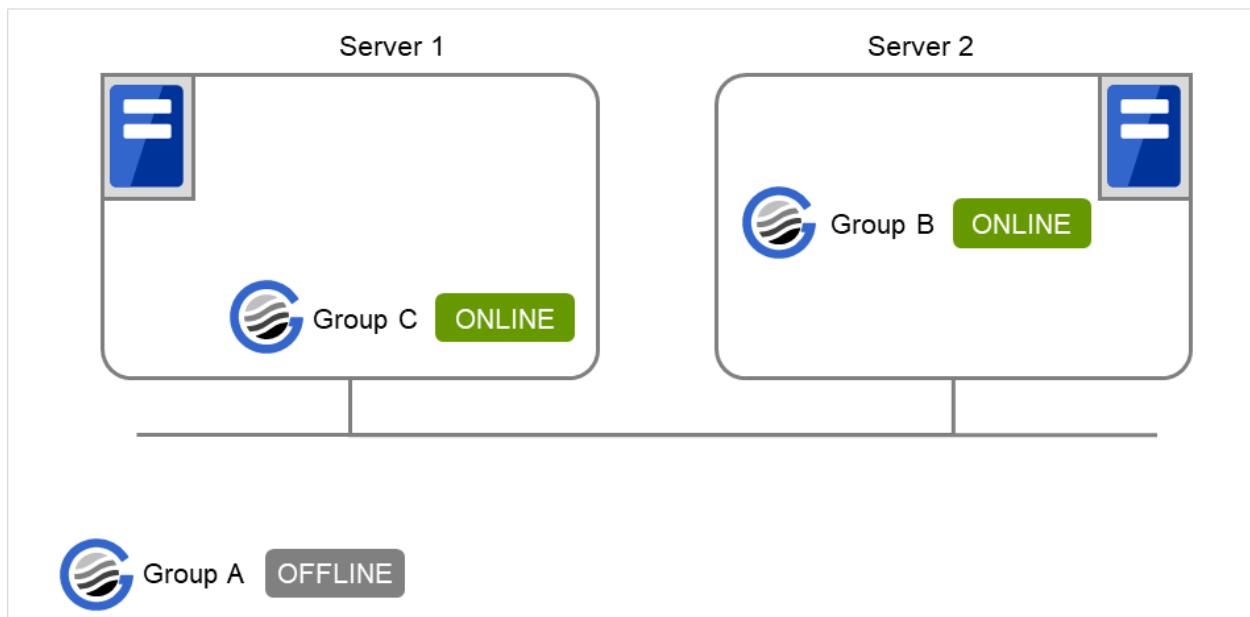 Server 1
Server 2
Group B ONLINE
Group C ONLINE
Group A OFFLINE